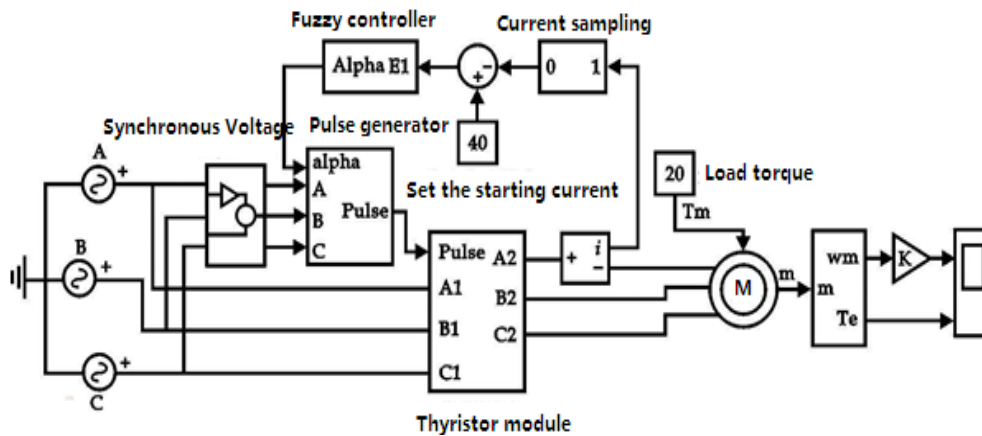 Fuzzy controller
Current sampling
Alpha E1
- +
0 1
40
Synchronous Voltage
Pulse generator
Set the starting current
Load torque
20
Tm
A +
alpha
A
B
C
Pulse
B +
C +
Pulse
A1
B1
C1
A2
B2
C2
+ i -
M
m
m
wm
Te
K
Thyristor module